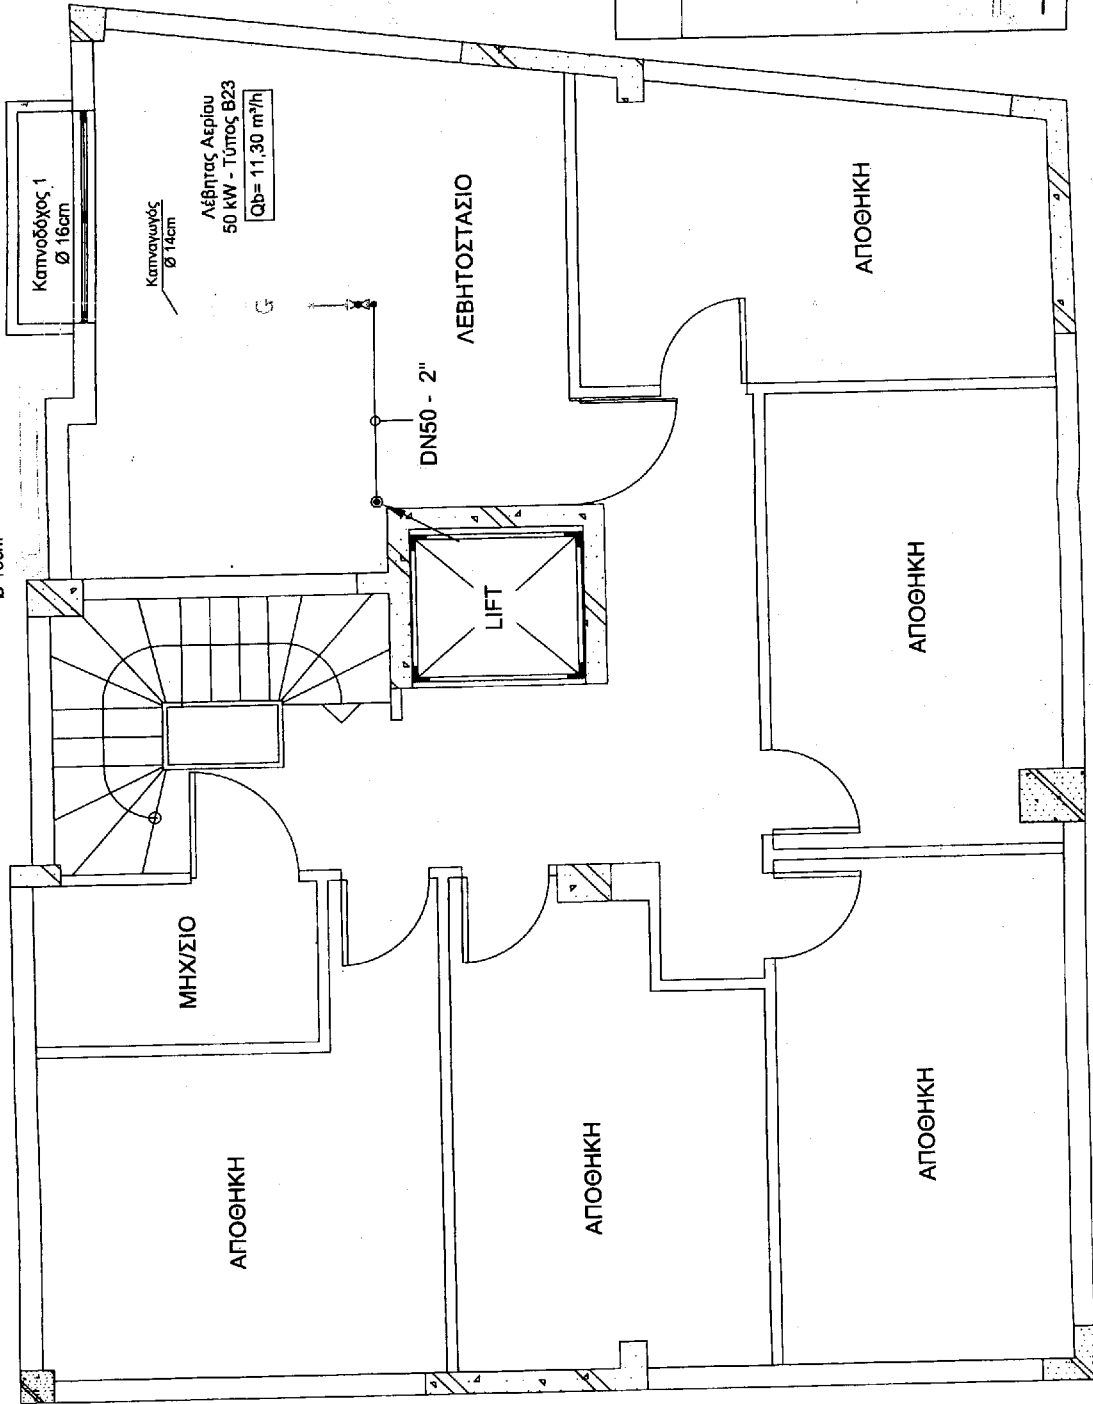 Καπνοδόχος 1
Ø 16cm
Καπναγωγός
Ø 14cm
Λέβητας Αερίου
50 kW - Τύπος B23
Qb= 11,30 m³/h
G
DN50 - 2"
ΛΕΒΗΤΟΣΤΑΣΙΟ
ΑΠΟΘΗΚΗ
LIFT
ΑΠΟΘΗΚΗ
ΜΗΧ/ΣΙΟ
ΑΠΟΘΗΚΗ
ΑΠΟΘΗΚΗ
ΑΠΟΘΗΚΗ